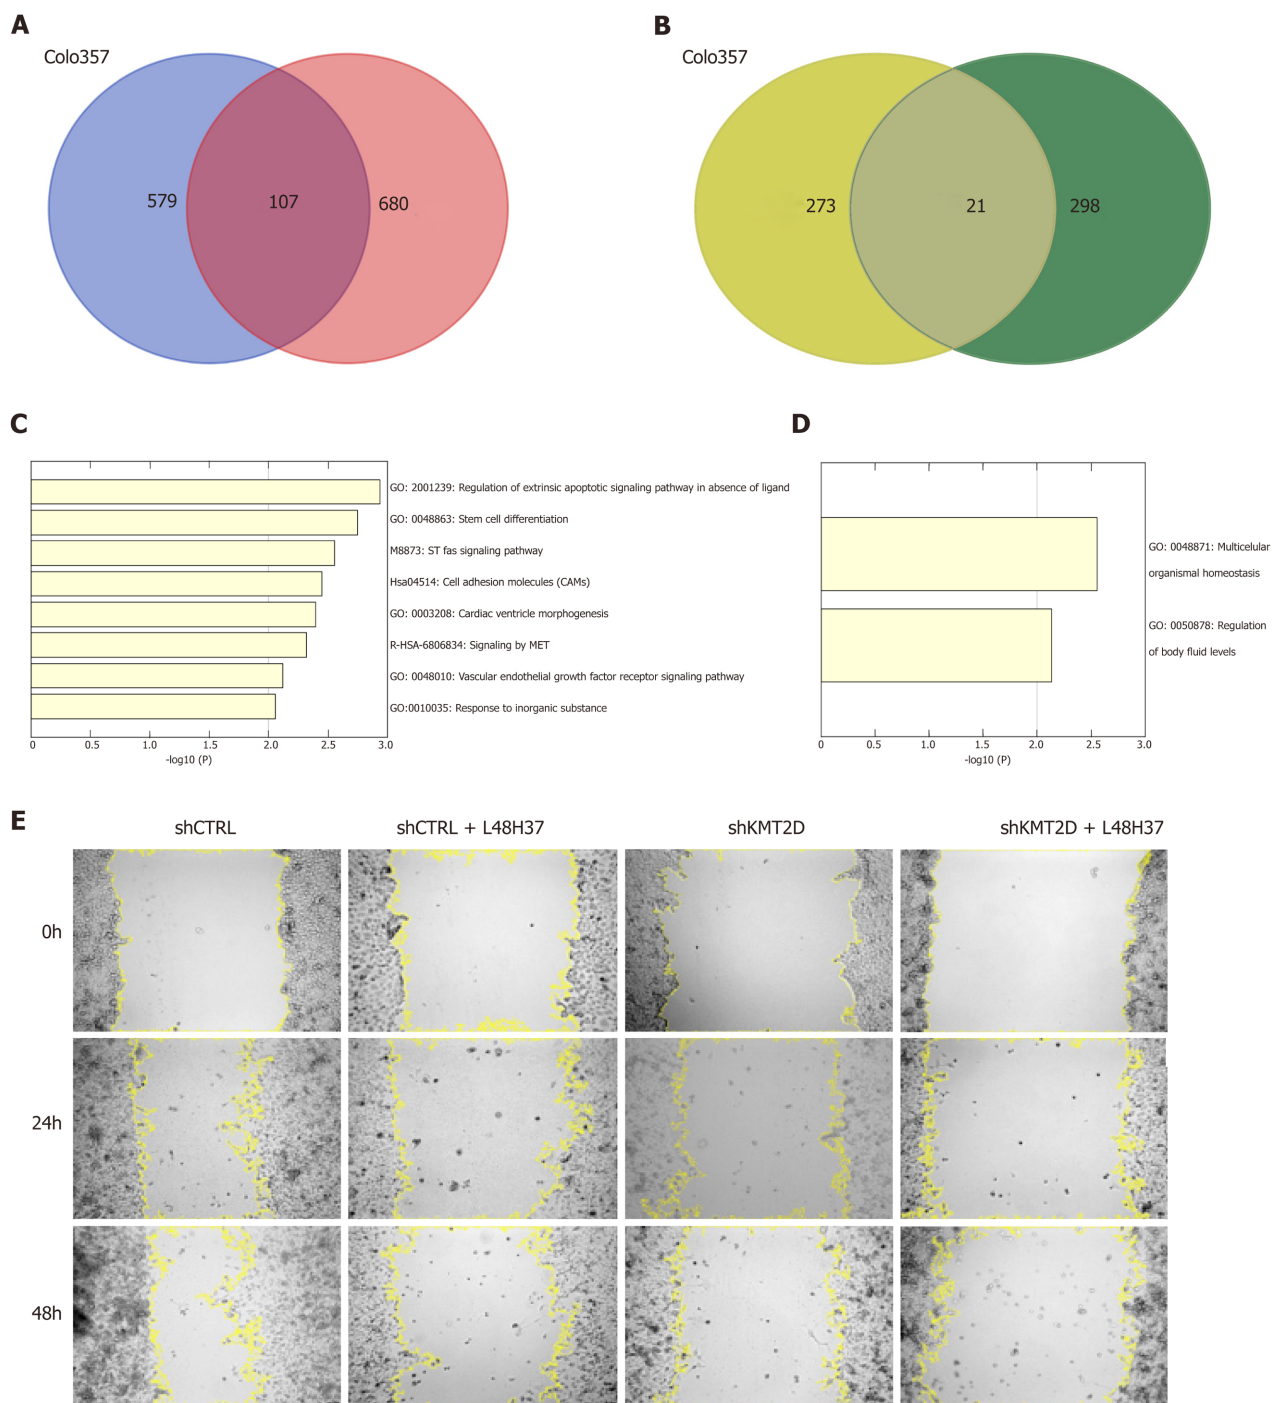 A
Colo357
579
107
680
B
Colo357
273
21
298
C
GO: 2001239: Regulation of extrinsic apoptotic signaling pathway in absence of ligand
GO: 0048863: Stem cell differentiation
M8873: ST fas signaling pathway
Hsa04514: Cell adhesion molecules (CAMs)
GO: 0003208: Cardiac ventricle morphogenesis
R-HSA-6806834: Signaling by MET
GO: 0048010: Vascular endothelial growth factor receptor signaling pathway
GO:0010035: Response to inorganic substance
0 0.5 1.0 1.5 2.0 2.5 3.0
-log10 (P)
D
GO: 0048871: Multicelular
organismal homeostasis
GO: 0050878: Regulation
of body fluid levels
0 0.5 1.0 1.5 2.0 2.5 3.0
-log10 (P)
E
shCTRL shCTRL + L48H37 shKMT2D shKMT2D + L48H37
0h
24h
48h